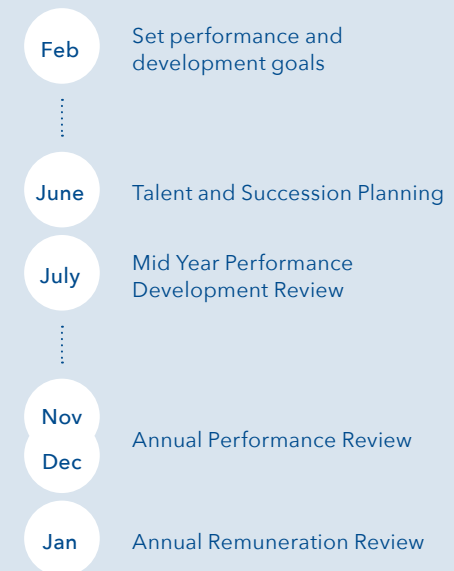 Feb
Set performance and
development goals
June
Talent and Succession Planning
July
Mid Year Performance
Development Review
Nov
Dec
Annual Performance Review
Jan
Annual Remuneration Review